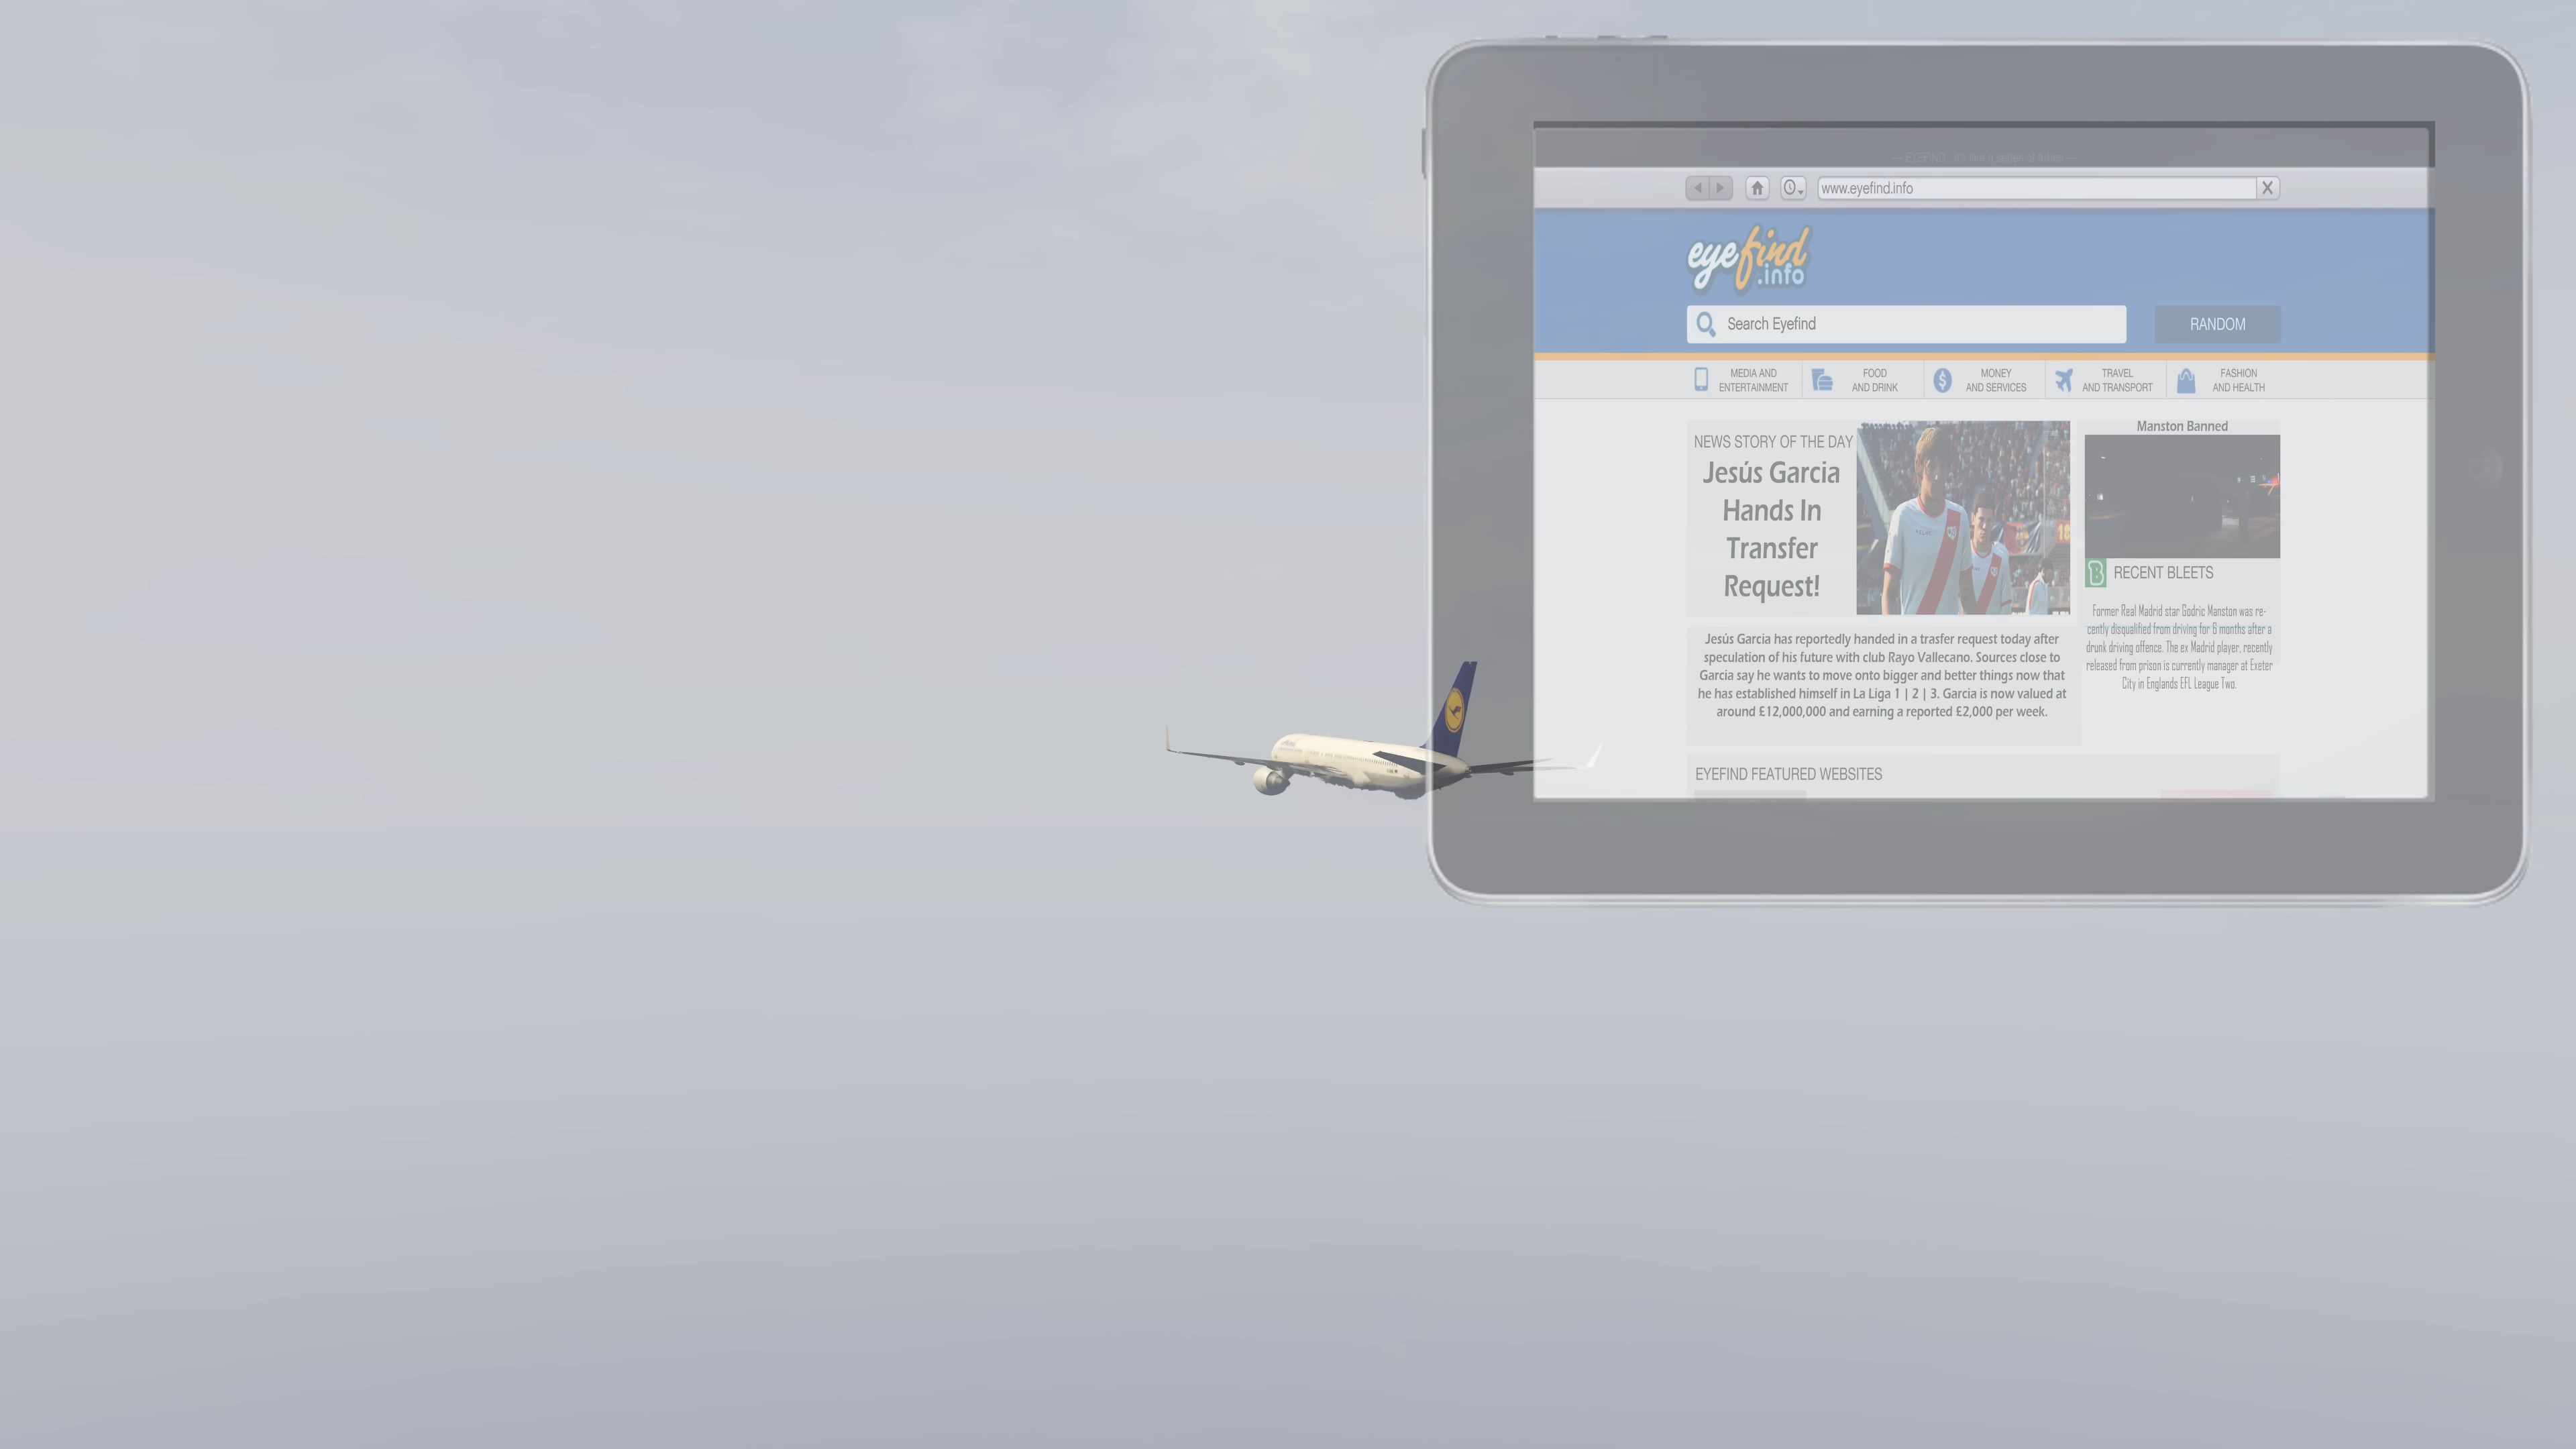 — EYEFIND - It's like a series of tubes —
www.eyefind.info
X
eyefind
.info
Search Eyefind
RANDOM
MEDIA AND
ENTERTAINMENT
FOOD
AND DRINK
MONEY
AND SERVICES
TRAVEL
AND TRANSPORT
FASHION
AND HEALTH
NEWS STORY OF THE DAY
Jesús Garcia
Hands In
Transfer
Request!
Jesús Garcia has reportedly handed in a trasfer request today after
speculation of his future with club Rayo Vallecano. Sources close to
Garcia say he wants to move onto bigger and better things now that
he has established himself in La Liga 1 | 2 | 3. Garcia is now valued at
around £12,000,000 and earning a reported £2,000 per week.
Manston Banned
B RECENT BLEETS
Former Real Madrid star Godric Manston was re-
cently disqualified from driving for 6 months after a
drunk driving offence. The ex Madrid player, recently
released from prison is currently manager at Exeter
City in Englands EFL League Two.
EYEFIND FEATURED WEBSITES